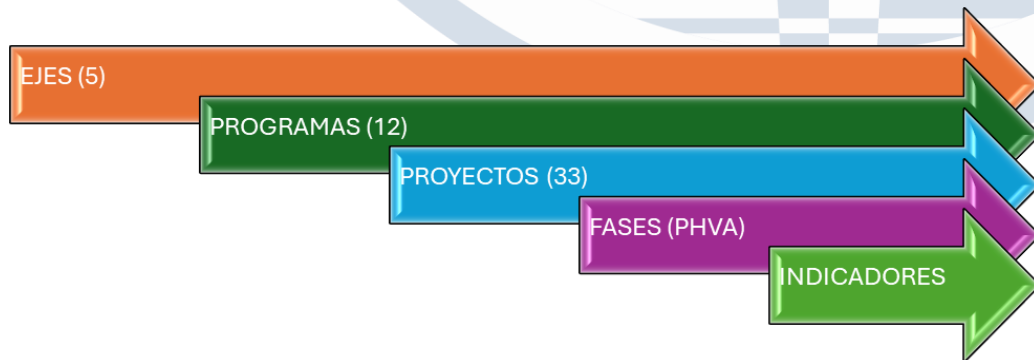 EJES (5)
PROGRAMAS (12)
PROYECTOS (33)
FASES (PHVA)
INDICADORES